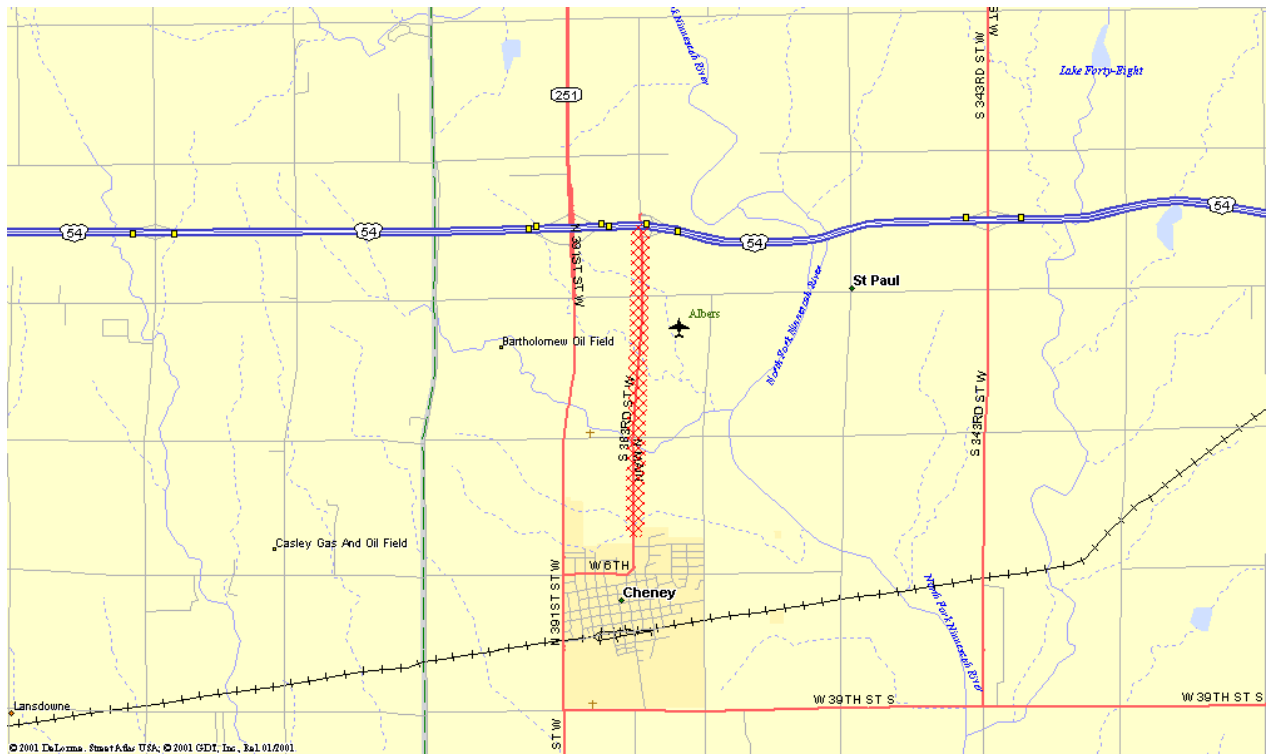 k Ninnescah River
ST W
S 343RD ST W
Lake Forty-Eight
251
54
54
54
54
N 391ST ST W
St Paul
Albers
North Fork Ninnescah River
Bartholomew Oil Field
S 383RD ST W
N MAIN
S 343RD ST W
Casley Gas And Oil Field
W 6TH
Cheney
N 391ST ST W
North Fork Ninnescah River
Lansdowne
W 39TH ST S
W 39TH ST S
ST W
© 2001 DeLorme. Street Atlas USA; © 2001 GDT, Inc., Rel. 01/2001